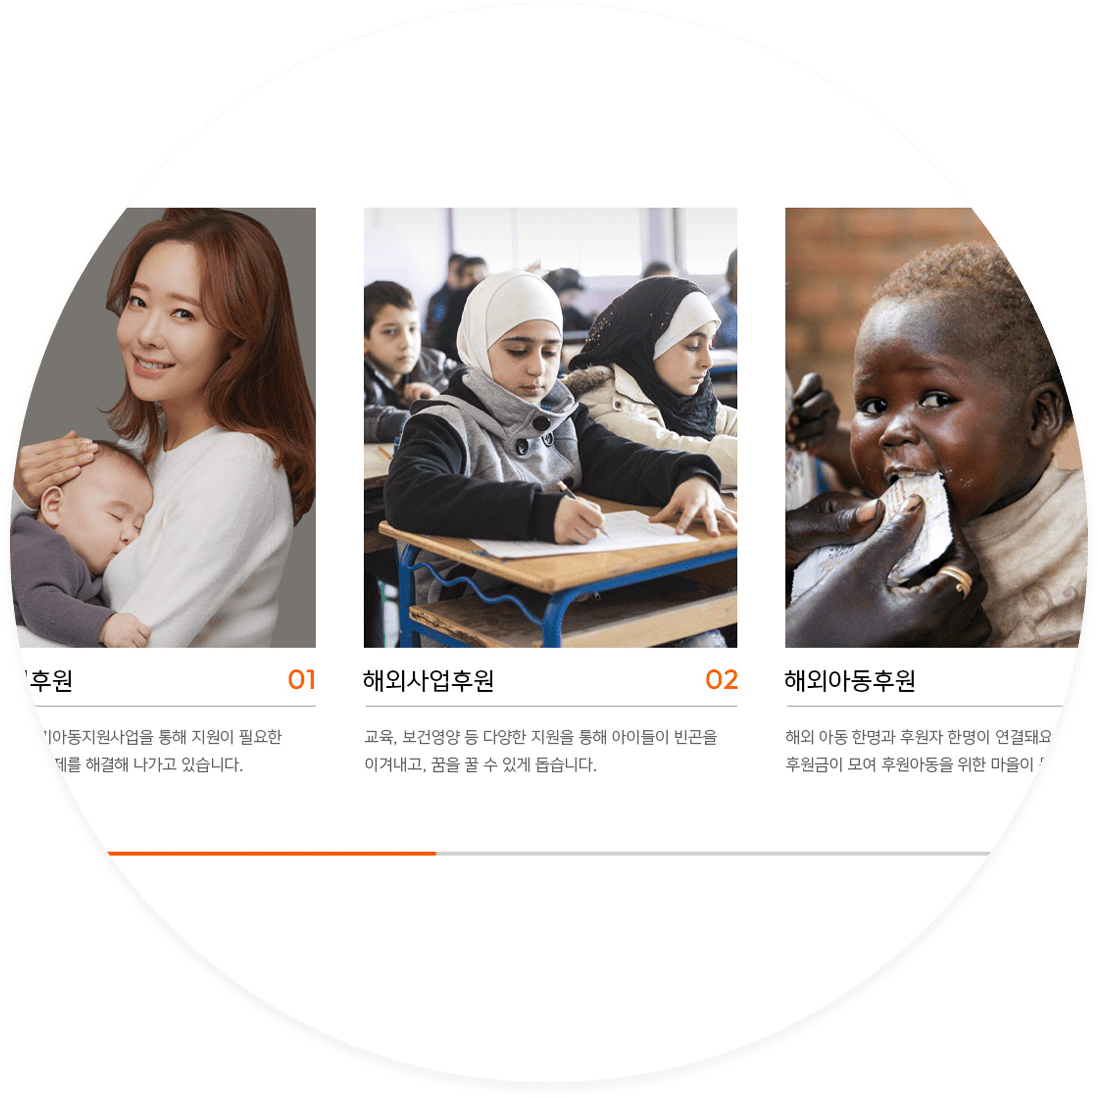 후원 01
아동지원사업을 통해 지원이 필요한
제를 해결해 나가고 있습니다.
해외사업후원 02
교육, 보건영양 등 다양한 지원을 통해 아이들이 빈곤을
이겨내고, 꿈을 꿀 수 있게 돕습니다.
해외아동후원
해외 아동 한명과 후원자 한명이 연결돼요
후원금이 모여 후원아동을 위한 마을이